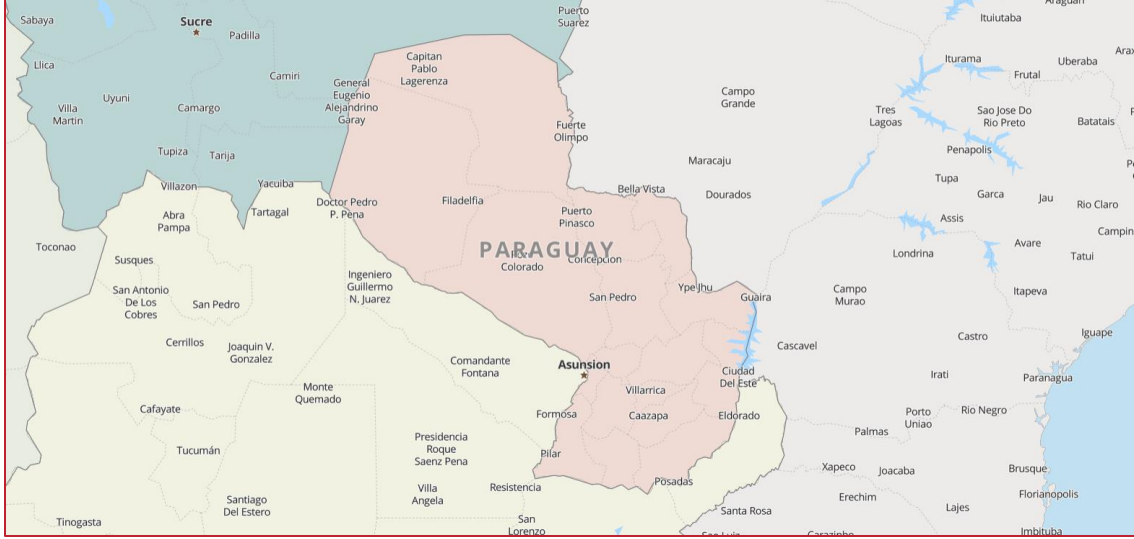 Araguari
Puerto
Suarez
Ituiutaba
Sabaya
Sucre
Padilla
Capitan
Pablo
Lagerenza
Iturama
Uberaba
Llica
Camiri
General
Eugenio
Alejandrino
Garay
Frutal
Campo
Grande
Uyuni
Villa
Martin
Camargo
Tres
Lagoas
Sao Jose Do
Rio Preto
Batatais
Fuerte
Olimpo
Tupiza
Tarija
Penapolis
Maracaju
Villazon
Yacuiba
Bella Vista
Dourados
Tupa
Garca
Jau
Rio Claro
Doctor Pedro
P. Pena
Filadelfia
Abra
Pampa
Tartagal
Puerto
Pinasco
Assis
Toconao
PARAGUAY
Avare
Campin
Susques
Colorado
Concepcion
Londrina
Tatui
Ingeniero
Guillermo
N. Juarez
San Antonio
De Los
Cobres
San Pedro
San Pedro
Ype Jhu
Guaira
Campo
Murao
Itapeva
Cerrillos
Joaquin V.
Gonzalez
Cascavel
Castro
Iguape
Comandante
Fontana
Asunsion
Ciudad
Del Este
Irati
Paranagua
Monte
Quemado
Villarrica
Cafayate
Formosa
Caazapa
Eldorado
Porto
Uniao
Rio Negro
Palmas
Tucumán
Presidencia
Roque
Saenz Pena
Pilar
Xapeco
Joacaba
Brusque
Villa
Angela
Resistencia
Posadas
Erechim
Florianopolis
Santiago
Del Estero
Santa Rosa
Lajes
Tinogasta
San
Lorenzo
Carazinho
Imbituba